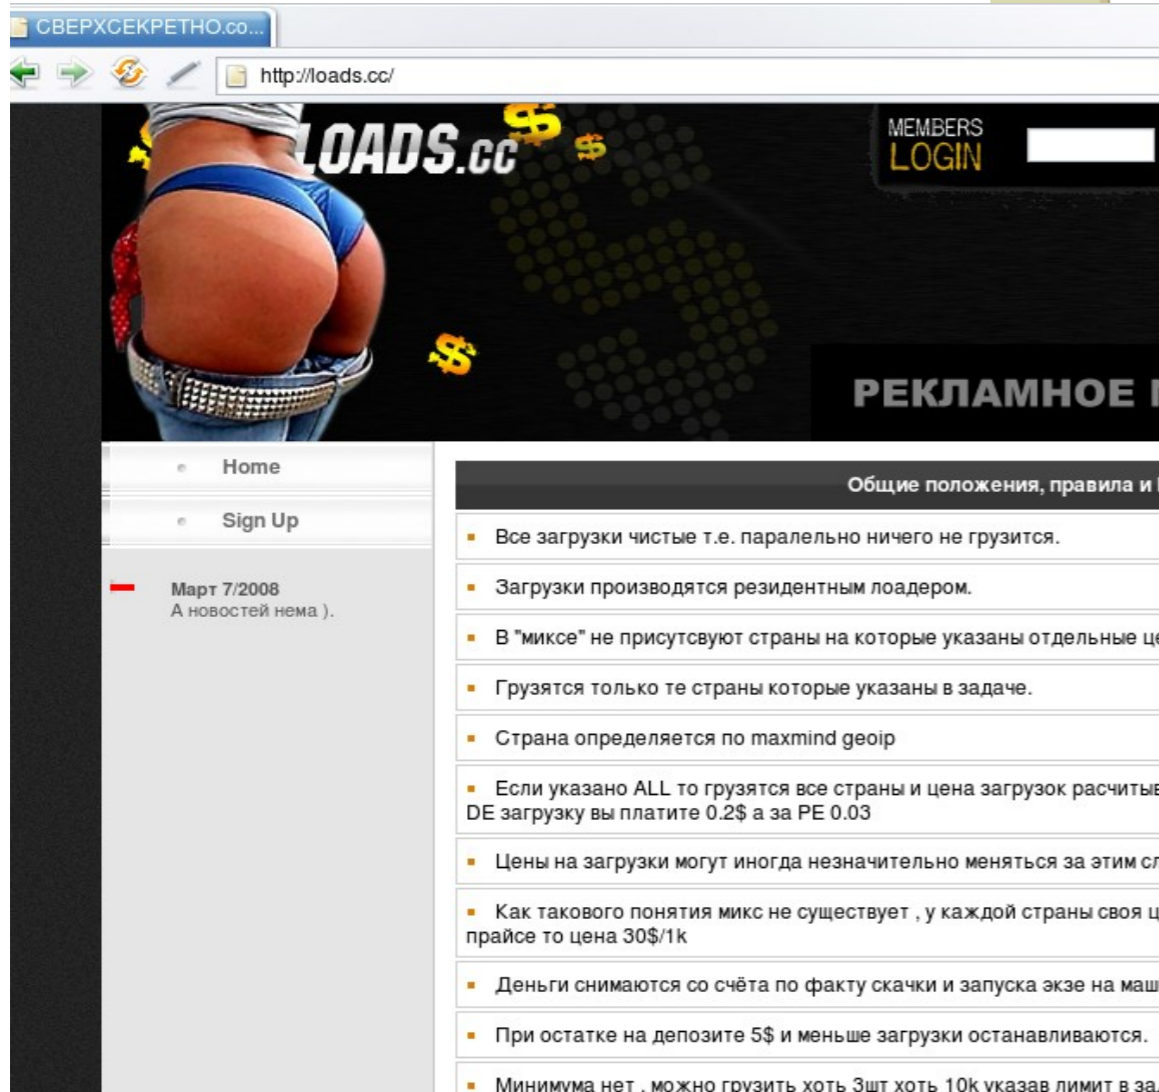 СВЕРХСЕКРЕТНО.co...
http://loads.cc/
LOADS.cc
MEMBERS
LOGIN
РЕКЛАМНОЕ
Home
Sign Up
Март 7/2008
А новостей нема ).
Общие положения, правила и
Все загрузки чистые т.е. паралельно ничего не грузится.
Загрузки производятся резидентным лоадером.
В "миксе" не присутсвуют страны на которые указаны отдельные це
Грузятся только те страны которые указаны в задаче.
Страна определяется по maxmind geoip
Если указано ALL то грузятся все страны и цена загрузок расчитыв
DE загрузку вы платите 0.2$ а за PE 0.03
Цены на загрузки могут иногда незначительно меняться за этим сл
Как такового понятия микс не существует , у каждой страны своя ц
прайсе то цена 30$/1k
Деньги снимаются со счёта по факту скачки и запуска экзе на маш
При остатке на депозите 5$ и меньше загрузки останавливаются.
Минимума нет , можно грузить хоть 3шт хоть 10k указав лимит в за